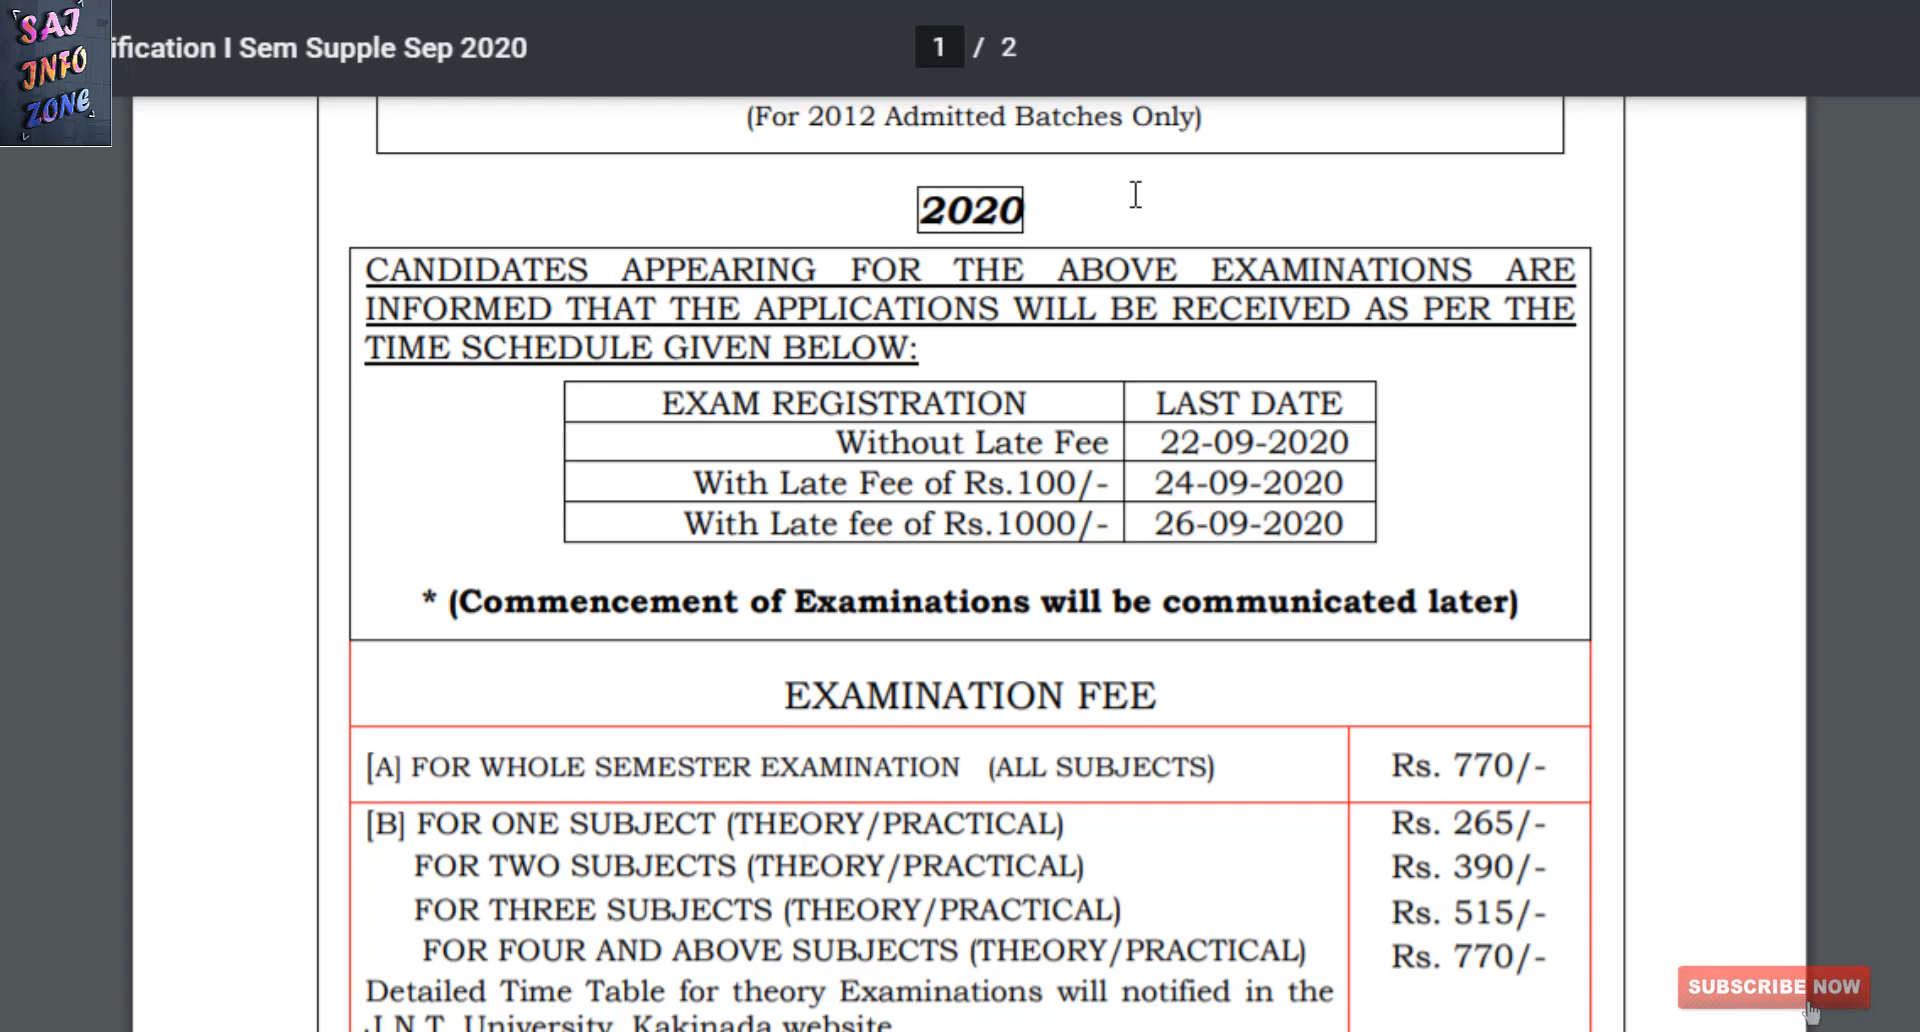 SAJ
INFO
ZONE
ification I Sem Supple Sep 2020
1 / 2
(For 2012 Admitted Batches Only)
2020
CANDIDATES APPEARING FOR THE ABOVE EXAMINATIONS ARE
INFORMED THAT THE APPLICATIONS WILL BE RECEIVED AS PER THE
TIME SCHEDULE GIVEN BELOW:
EXAM REGISTRATION LAST DATE
Without Late Fee 22-09-2020
With Late Fee of Rs.100/- 24-09-2020
With Late fee of Rs.1000/- 26-09-2020
* (Commencement of Examinations will be communicated later)
EXAMINATION FEE
[A] FOR WHOLE SEMESTER EXAMINATION (ALL SUBJECTS) Rs. 770/-
[B] FOR ONE SUBJECT (THEORY/PRACTICAL) Rs. 265/-
FOR TWO SUBJECTS (THEORY/PRACTICAL) Rs. 390/-
FOR THREE SUBJECTS (THEORY/PRACTICAL) Rs. 515/-
FOR FOUR AND ABOVE SUBJECTS (THEORY/PRACTICAL) Rs. 770/-
Detailed Time Table for theory Examinations will notified in the
J.N.T. University, Kakinada website
SUBSCRIBE NOW